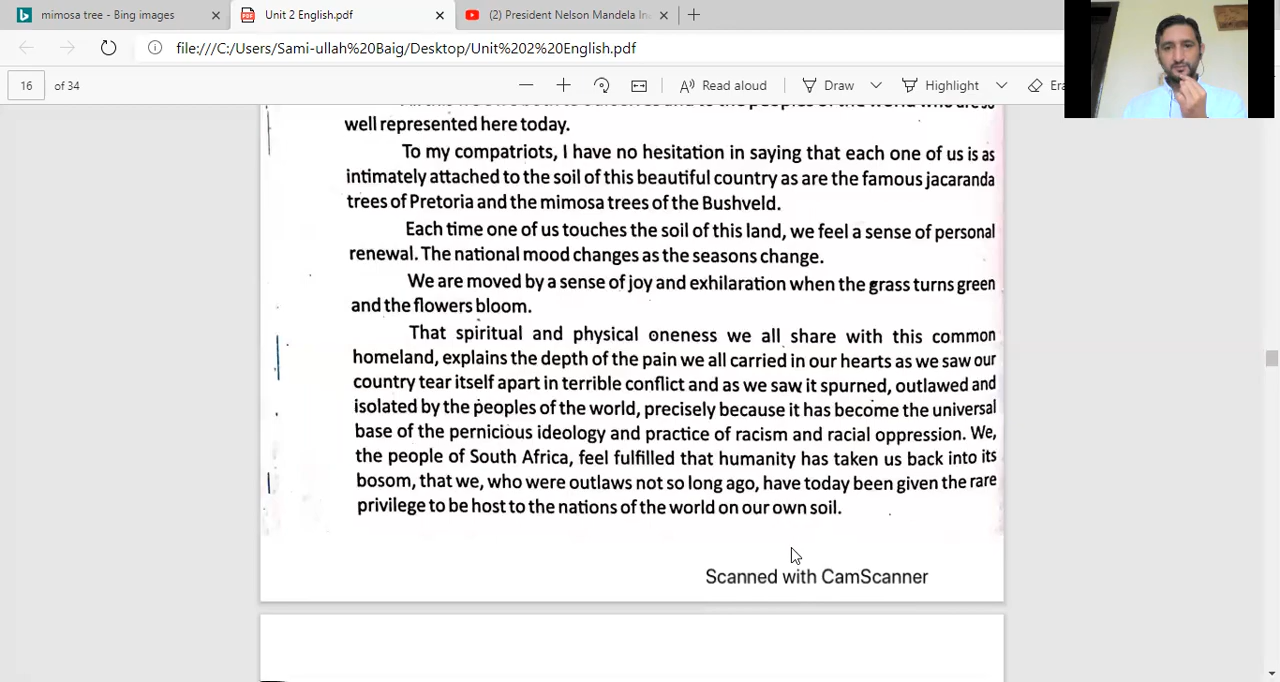 mimosa tree - Bing images
Unit 2 English.pdf
(2) President Nelson Mandela In
file:///C:/Users/Sami-ullah%20Baig/Desktop/Unit%202%20English.pdf
16 of 34
Read aloud
Draw
Highlight
Era
well represented here today.
To my compatriots, I have no hesitation in saying that each one of us is as
intimately attached to the soil of this beautiful country as are the famous jacaranda
trees of Pretoria and the mimosa trees of the Bushveld.
Each time one of us touches the soil of this land, we feel a sense of personal
renewal. The national mood changes as the seasons change.
We are moved by a sense of joy and exhilaration when the grass turns green
and the flowers bloom.
That spiritual and physical oneness we all share with this common
homeland, explains the depth of the pain we all carried in our hearts as we saw our
country tear itself apart in terrible conflict and as we saw it spurned, outlawed and
isolated by the peoples of the world, precisely because it has become the universal
base of the pernicious ideology and practice of racism and racial oppression. We,
the people of South Africa, feel fulfilled that humanity has taken us back into its
bosom, that we, who were outlaws not so long ago, have today been given the rare
privilege to be host to the nations of the world on our own soil.
Scanned with CamScanner